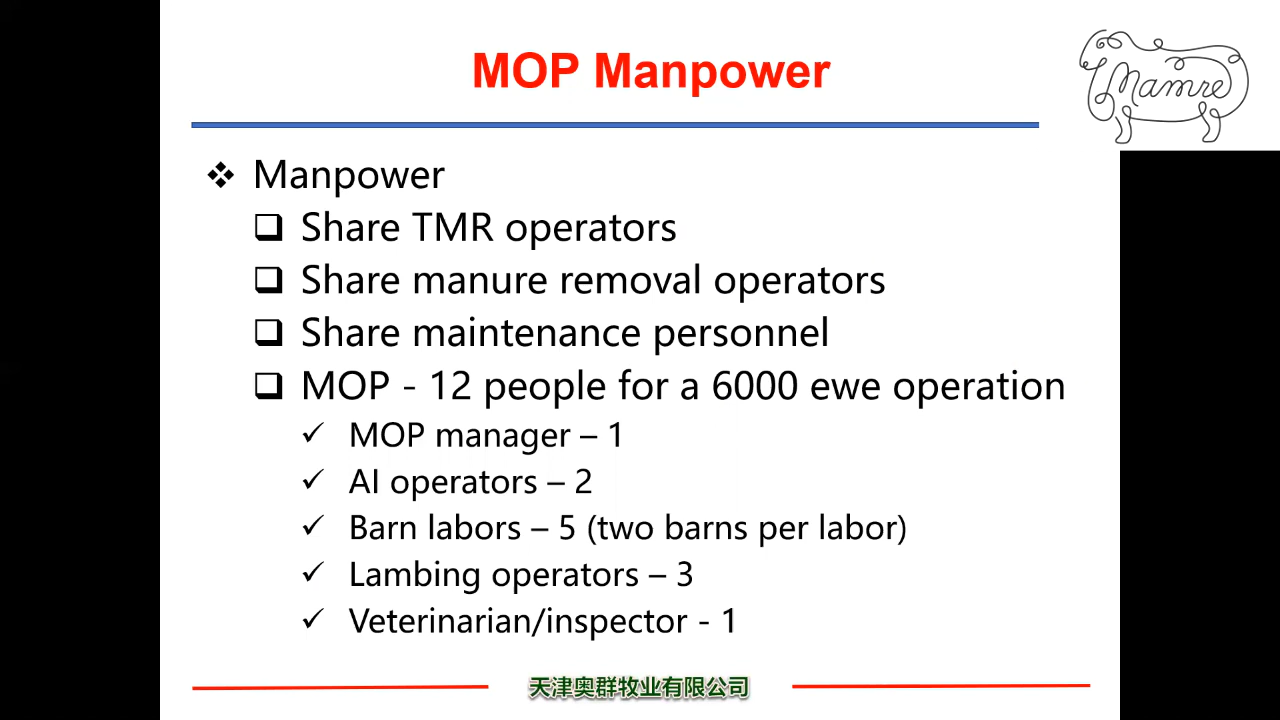 MOP Manpower
Mamre
Manpower
Share TMR operators
Share manure removal operators
Share maintenance personnel
MOP - 12 people for a 6000 ewe operation
MOP manager – 1
AI operators – 2
Barn labors – 5 (two barns per labor)
Lambing operators – 3
Veterinarian/inspector - 1
天津奥群牧业有限公司